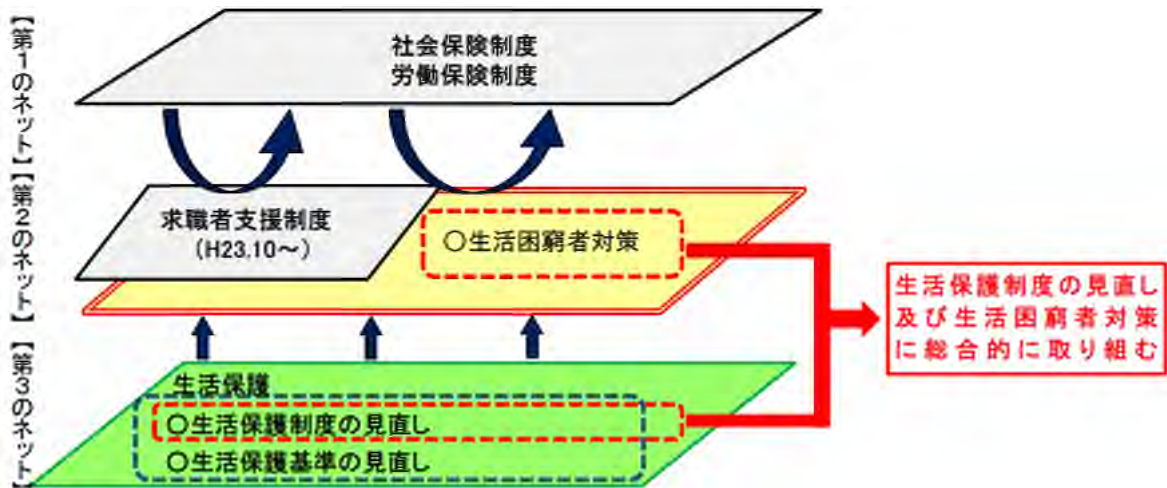 【第1のネット】
社会保険制度
労働保険制度
【第2のネット】
求職者支援制度
(H23.10～)
〇生活困窮者対策
生活保護制度の見直し
及び生活困窮者対策
に総合的に取り組む
【第3のネット】
生活保護
〇生活保護制度の見直し
〇生活保護基準の見直し